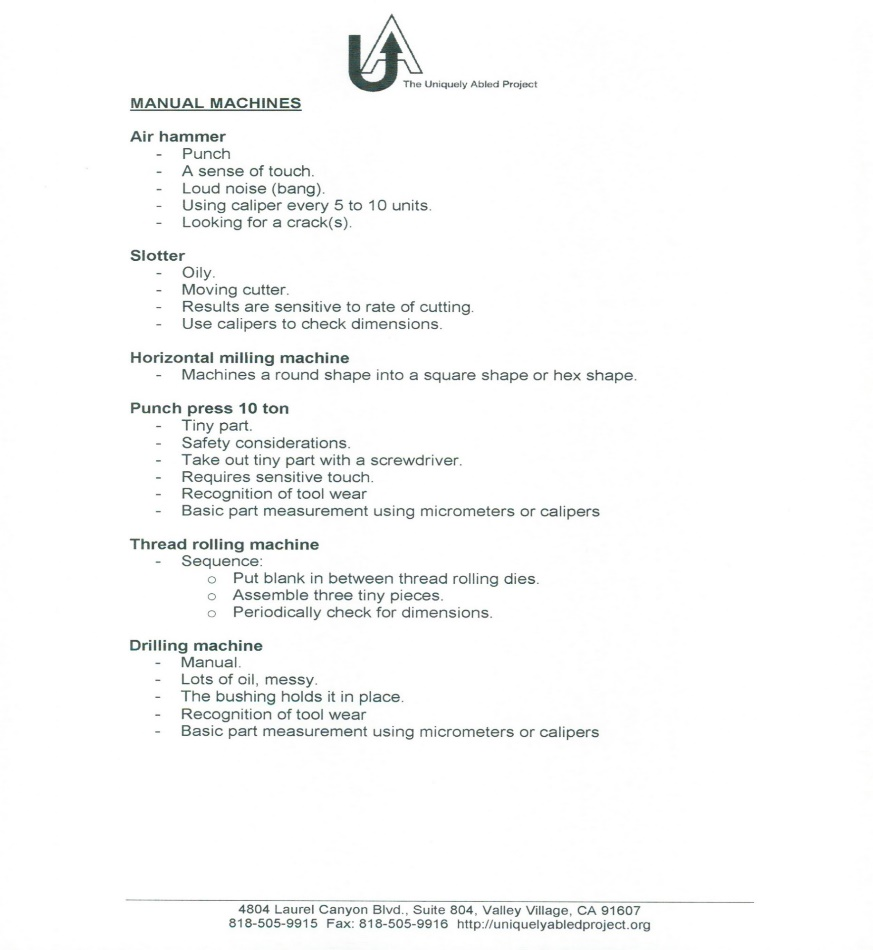 UA
The Uniquely Abled Project
MANUAL MACHINES
Air hammer
- Punch
- A sense of touch.
- Loud noise (bang).
- Using caliper every 5 to 10 units.
- Looking for a crack(s).
Slotter
- Oily.
- Moving cutter.
- Results are sensitive to rate of cutting.
- Use calipers to check dimensions.
Horizontal milling machine
- Machines a round shape into a square shape or hex shape.
Punch press 10 ton
- Tiny part.
- Safety considerations.
- Take out tiny part with a screwdriver.
- Requires sensitive touch.
- Recognition of tool wear
- Basic part measurement using micrometers or calipers
Thread rolling machine
- Sequence:
o Put blank in between thread rolling dies.
o Assemble three tiny pieces.
o Periodically check for dimensions.
Drilling machine
- Manual.
- Lots of oil, messy.
- The bushing holds it in place.
- Recognition of tool wear
- Basic part measurement using micrometers or calipers
4804 Laurel Canyon Blvd., Suite 804, Valley Village, CA 91607
818-505-9915 Fax: 818-505-9916 http://uniquelyabledproject.org